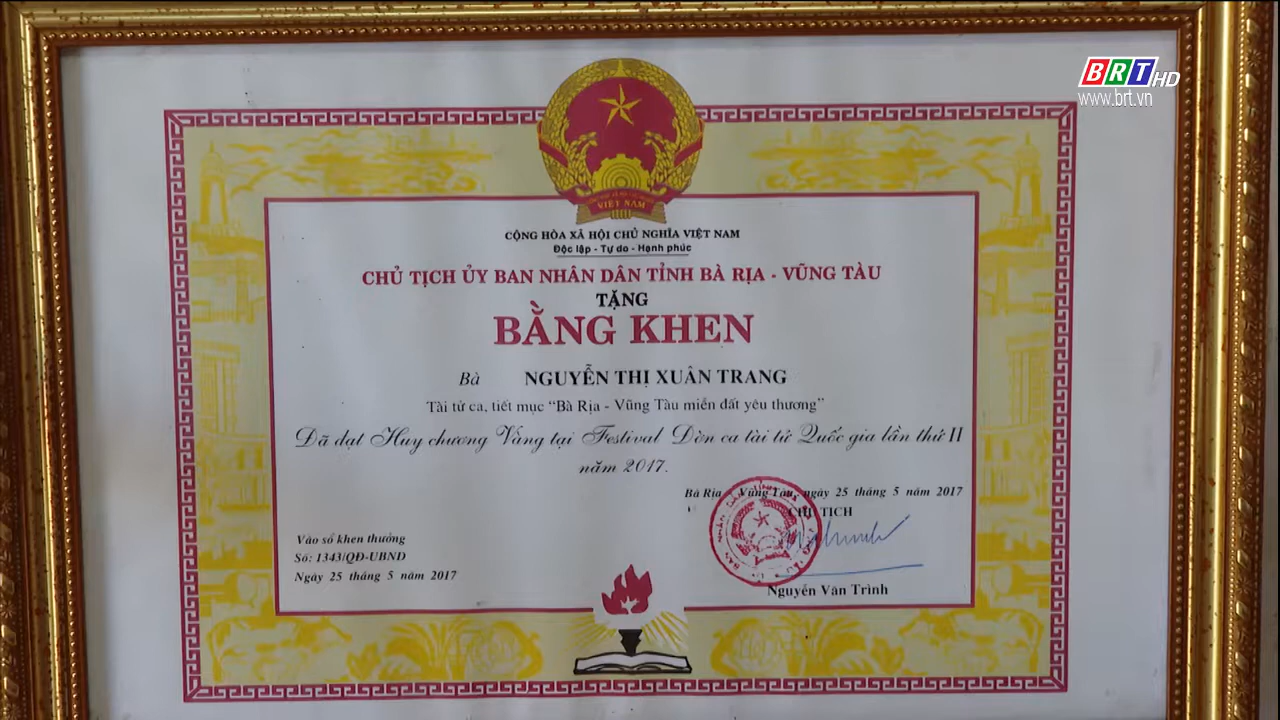 BRT HD
www.brt.vn
VIỆT NAM
CỘNG HÒA XÃ HỘI CHỦ NGHĨA VIỆT NAM
Độc lập - Tự do - Hạnh phúc
CHỦ TỊCH ỦY BAN NHÂN DÂN TỈNH BÀ RỊA - VŨNG TÀU
TẶNG
BẰNG KHEN
Bà NGUYỄN THỊ XUÂN TRANG
Tài tử ca, tiết mục “Bà Rịa - Vũng Tàu miền đất yêu thương”
Đã đạt Huy chương Vàng tại Festival Đờn ca tài tử Quốc gia lần thứ II
năm 2017.
Bà Rịa - Vũng Tàu, ngày 25 tháng 5 năm 2017
CHỦ TỊCH
Vào sổ khen thưởng
Số: 1343/QĐ-UBND
Ngày 25 tháng 5 năm 2017
Nguyễn Văn Trình